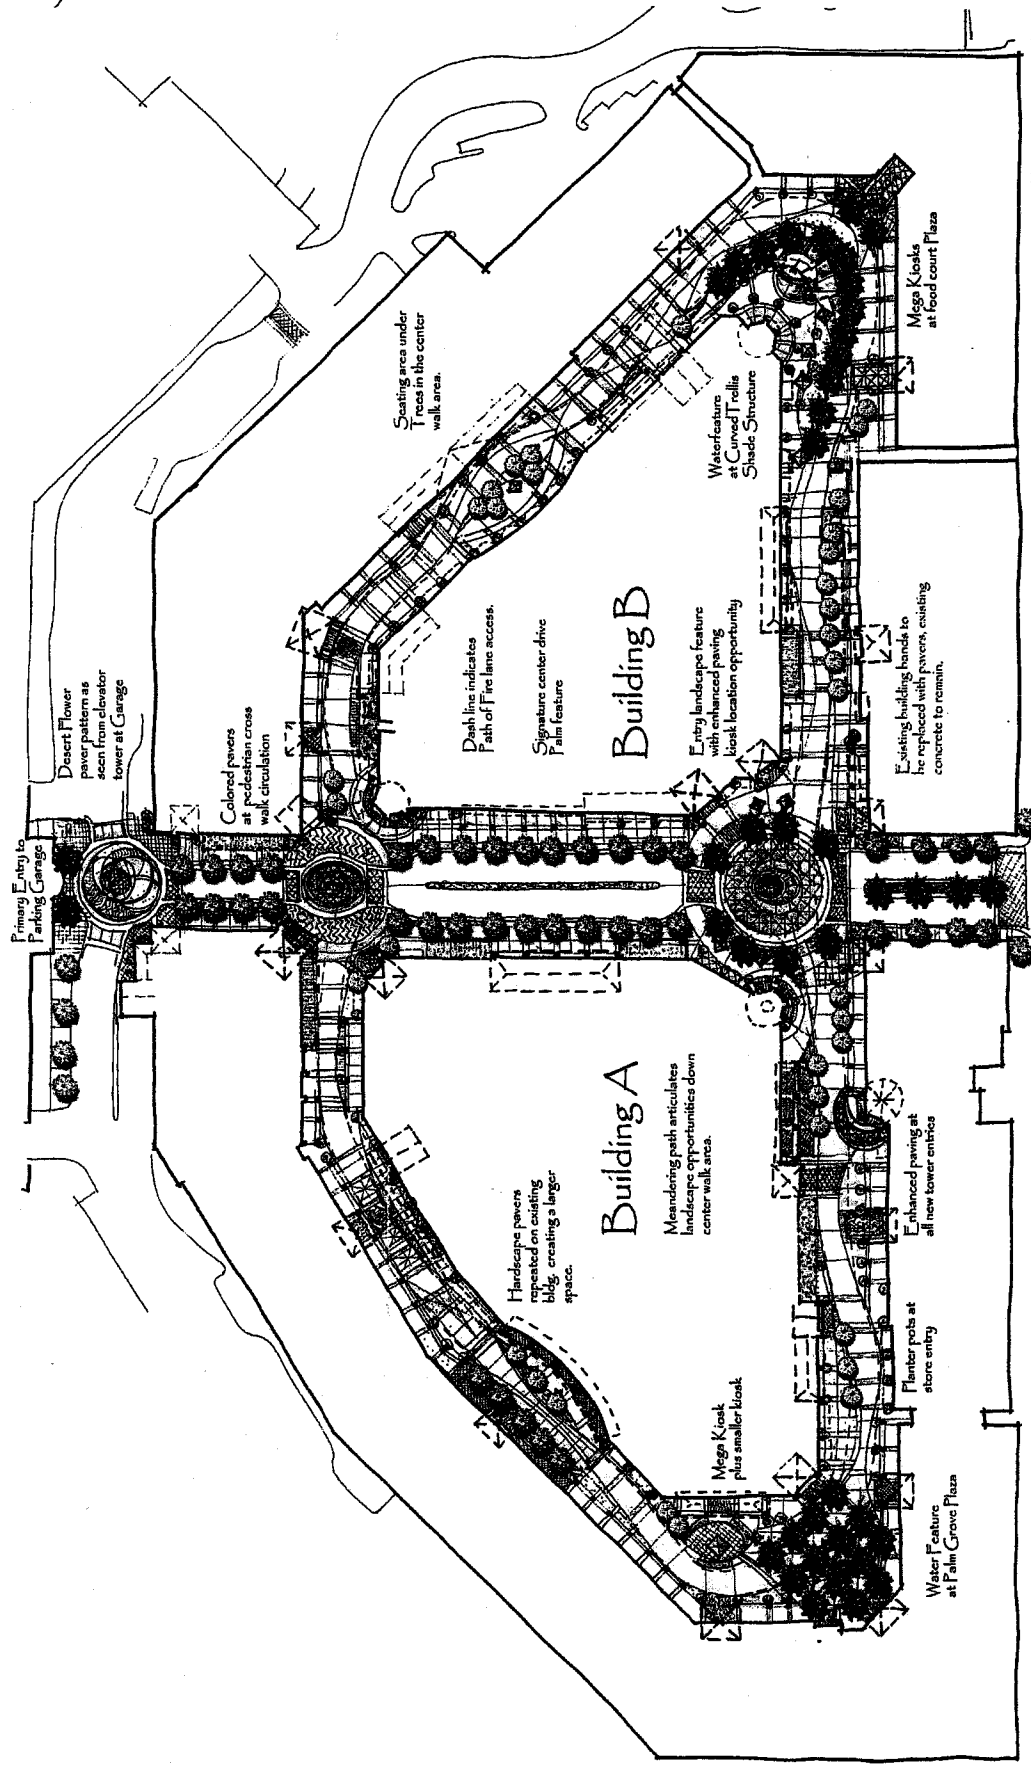 Primary Entry to
Parking Garage
Desert Flower
paver pattern as
seen from elevator
tower at Garage
Colored pavers
at pedestrian cross
walk circulation
Seating area under
Trees in the center
walk area.
Dash line indicates
Path of Fire lane access.
Signature center drive
Palm feature
Building B
Entry landscape feature
with enhanced paving
kiosk location opportunity
Waterfeature
at Curved Trellis
Shade Structure
Mega Kiosks
at food court Plaza
Existing building bands to
be replaced with pavers, existing
concrete to remain.
Hardscape pavers
repeated on existing
bldg. creating a larger
space.
Building A
Meandering path articulates
landscape opportunities down
center walk area.
Mega Kiosk
plus smaller kiosk
Enhanced paving at
all new tower entries
Planter pots at
store entry
Water Feature
at Palm Grove Plaza